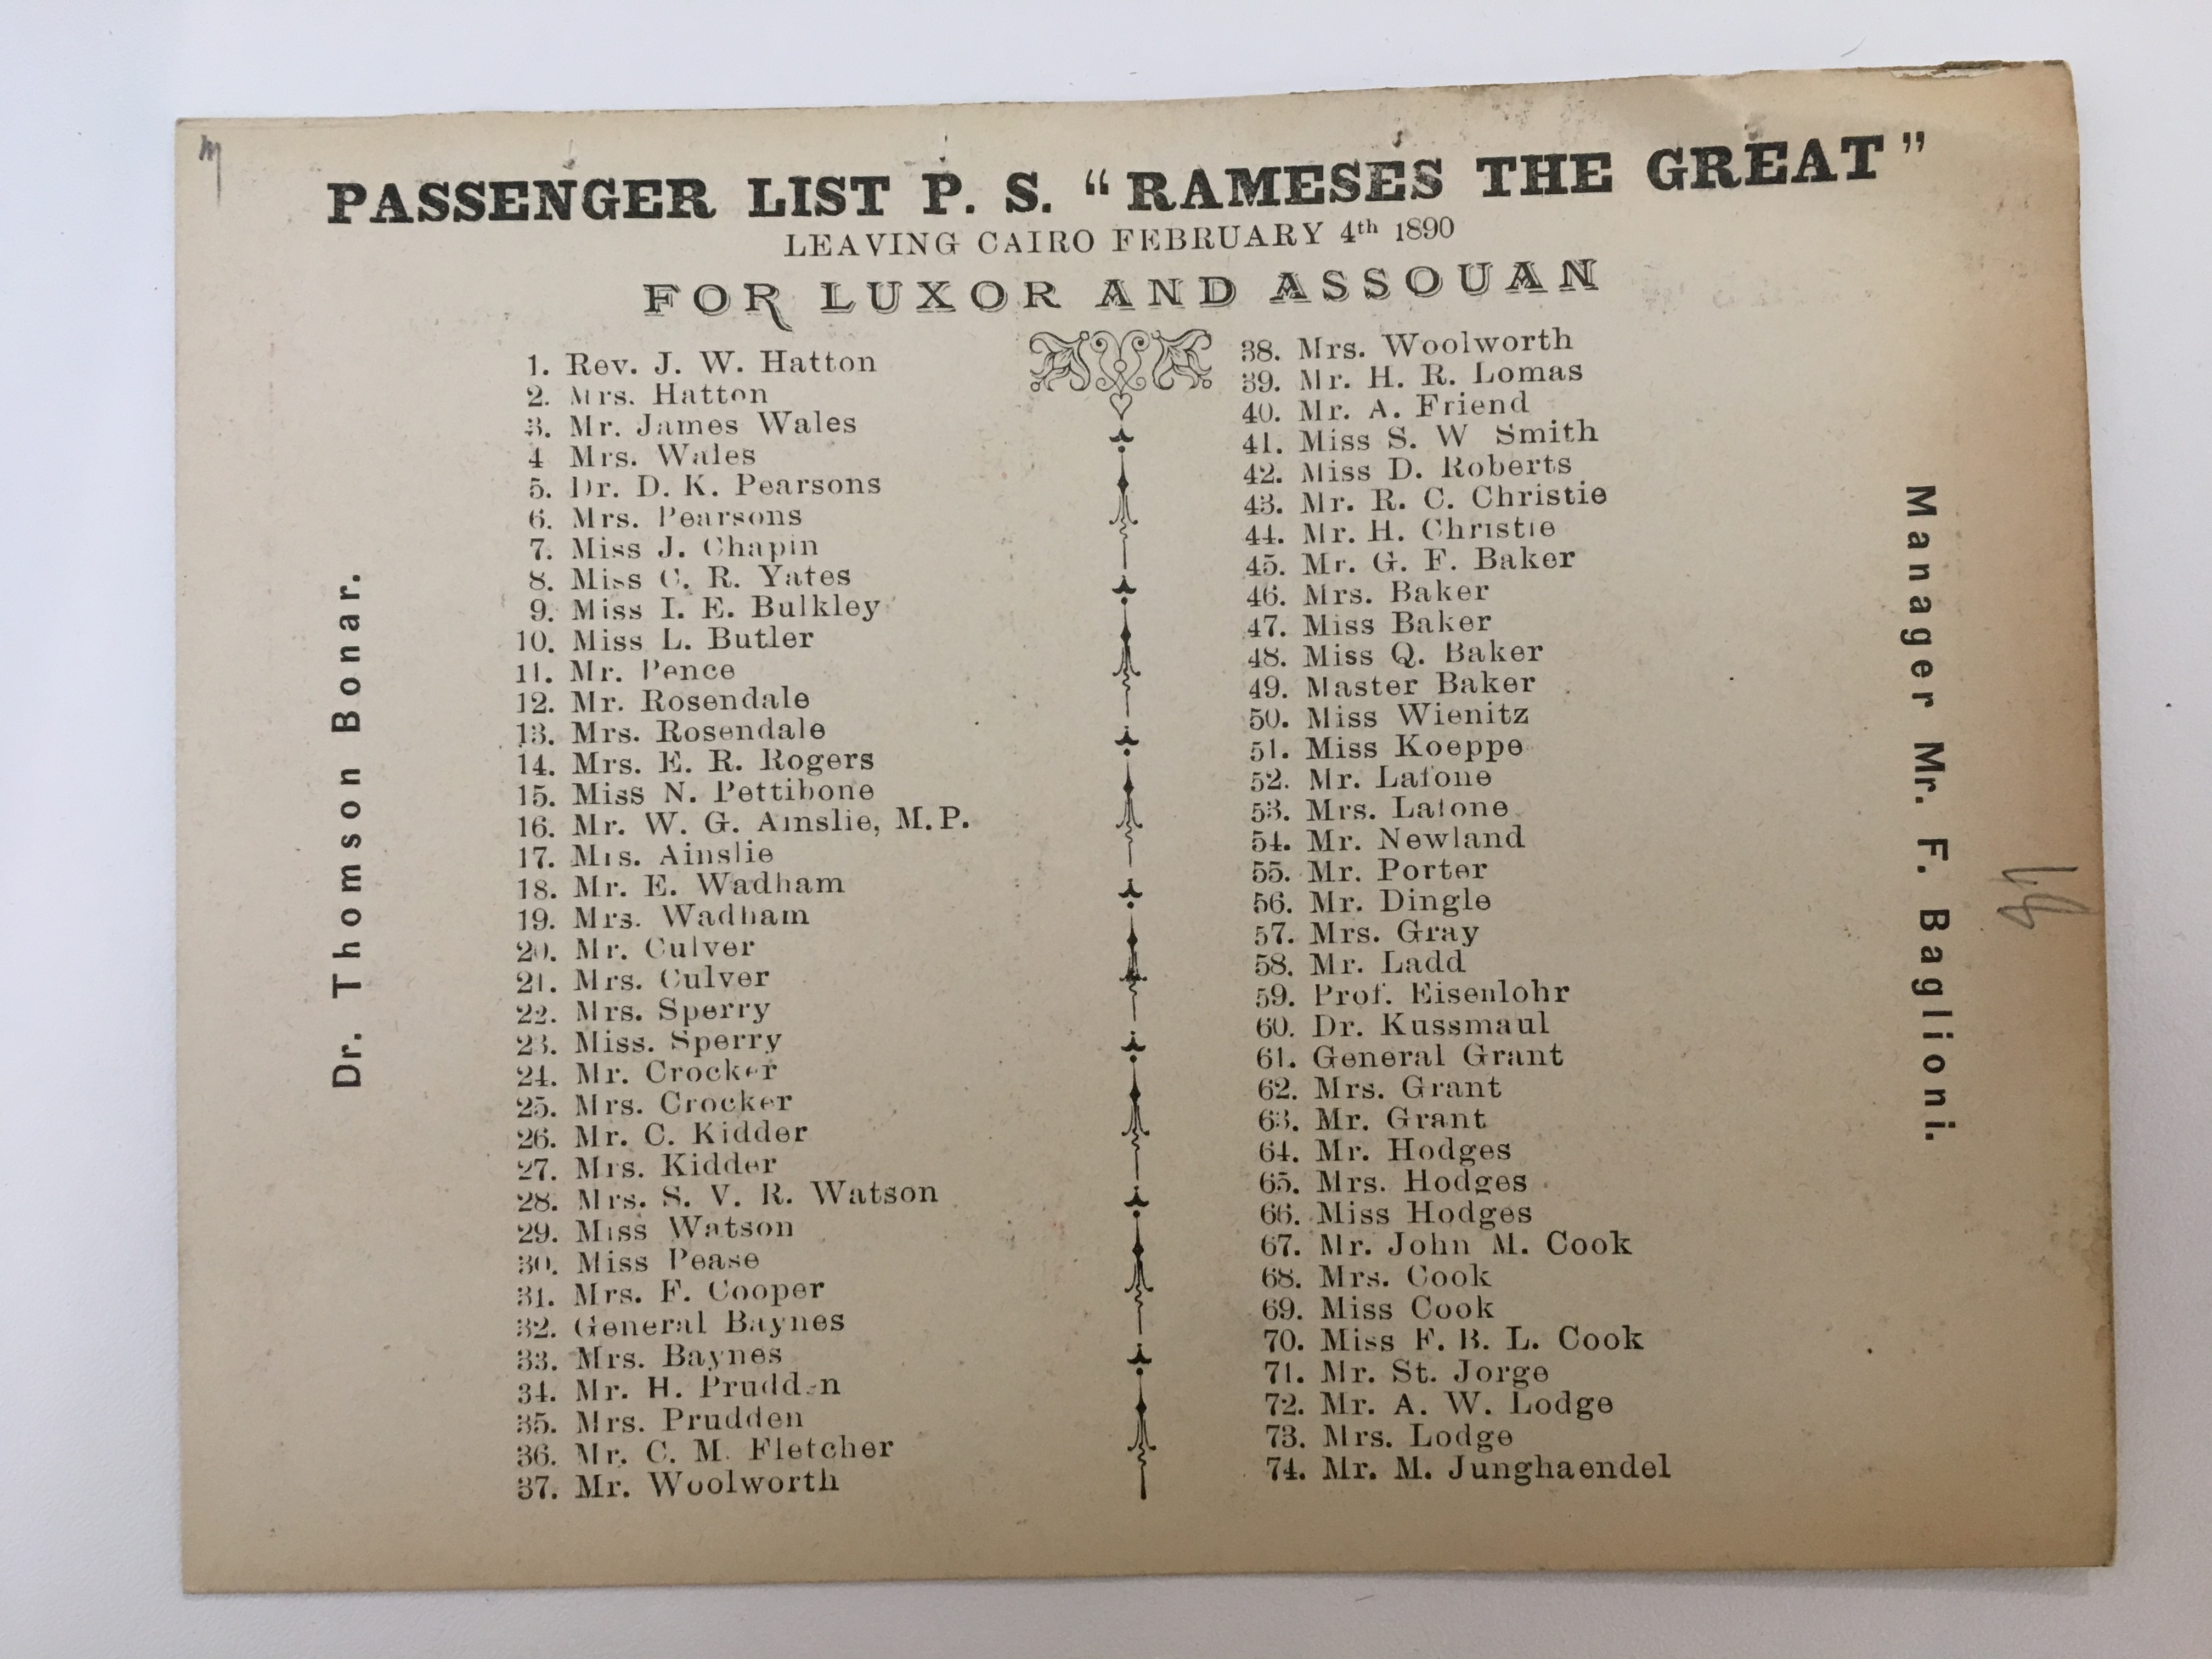 PASSENGER LIST P. S. “RAMESES THE GREAT”
LEAVING CAIRO FEBRUARY 4th 1890
FOR LUXOR AND ASSOUAN
1. Rev. J. W. Hatton
2. Mrs. Hatton
3. Mr. James Wales
4 Mrs. Wales
5. Dr. D. K. Pearsons
6. Mrs. Pearsons
7. Miss J. Chapin
8. Miss C. R. Yates
9. Miss I. E. Bulkley
10. Miss L. Butler
11. Mr. Pence
12. Mr. Rosendale
13. Mrs. Rosendale
14. Mrs. E. R. Rogers
15. Miss N. Pettibone
16. Mr. W. G. Ainslie, M.P.
17. Mrs. Ainslie
18. Mr. E. Wadham
19. Mrs. Wadham
20. Mr. Culver
21. Mrs. Culver
22. Mrs. Sperry
23. Miss. Sperry
24. Mr. Crocker
25. Mrs. Crocker
26. Mr. C. Kidder
27. Mrs. Kidder
28. Mrs. S. V. R. Watson
29. Miss Watson
30. Miss Pease
31. Mrs. F. Cooper
32. General Baynes
33. Mrs. Baynes
34. Mr. H. Prudden
35. Mrs. Prudden
36. Mr. C. M. Fletcher
37. Mr. Woolworth
38. Mrs. Woolworth
39. Mr. H. R. Lomas
40. Mr. A. Friend
41. Miss S. W Smith
42. Miss D. Roberts
43. Mr. R. C. Christie
44. Mr. H. Christie
45. Mr. G. F. Baker
46. Mrs. Baker
47. Miss Baker
48. Miss Q. Baker
49. Master Baker
50. Miss Wienitz
51. Miss Koeppe
52. Mr. Lafone
53. Mrs. Lafone
54. Mr. Newland
55. Mr. Porter
56. Mr. Dingle
57. Mrs. Gray
58. Mr. Ladd
59. Prof. Eisenlohr
60. Dr. Kussmaul
61. General Grant
62. Mrs. Grant
63. Mr. Grant
64. Mr. Hodges
65. Mrs. Hodges
66. Miss Hodges
67. Mr. John M. Cook
68. Mrs. Cook
69. Miss Cook
70. Miss F. B. L. Cook
71. Mr. St. Jorge
72. Mr. A. W. Lodge
73. Mrs. Lodge
74. Mr. M. Junghaendel
Dr. Thomson Bonar.
Manager Mr. F. Baglioni.